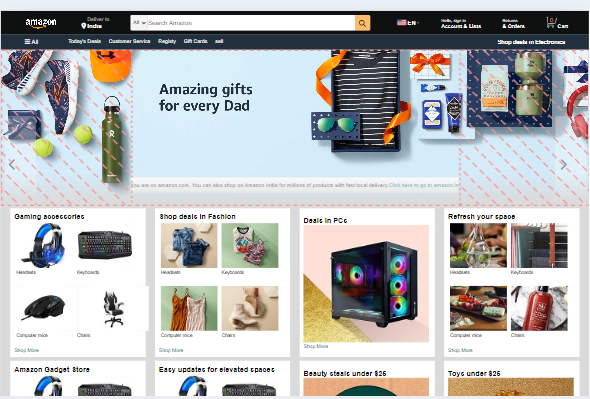 amazon
Deliver to
India
All
Search Amazon
EN
Hello, sign in
Account & Lists
Returns
& Orders
0
Cart
All
Today's Deals
Customer Service
Registy
Gift Cards
sell
Shop deals in Electronics
Amazing gifts
for every Dad
you are on amazon.com. You can also shop on Amazon India for millions of products with fast local delivery.Click here to go to amazon.in
Gaming accessories
Headsets
Keyboards
Computer mice
Chairs
Shop More
Shop deals in Fashion
Headsets
Keyboards
Computer mice
Chairs
Shop More
Deals in PCs
Shop More
Refresh your space
Headsets
Keyboards
Computer mice
Chairs
Shop More
Amazon Gadget Store
Easy updates for elevated spaces
Beauty steals under $25
Toys under $25